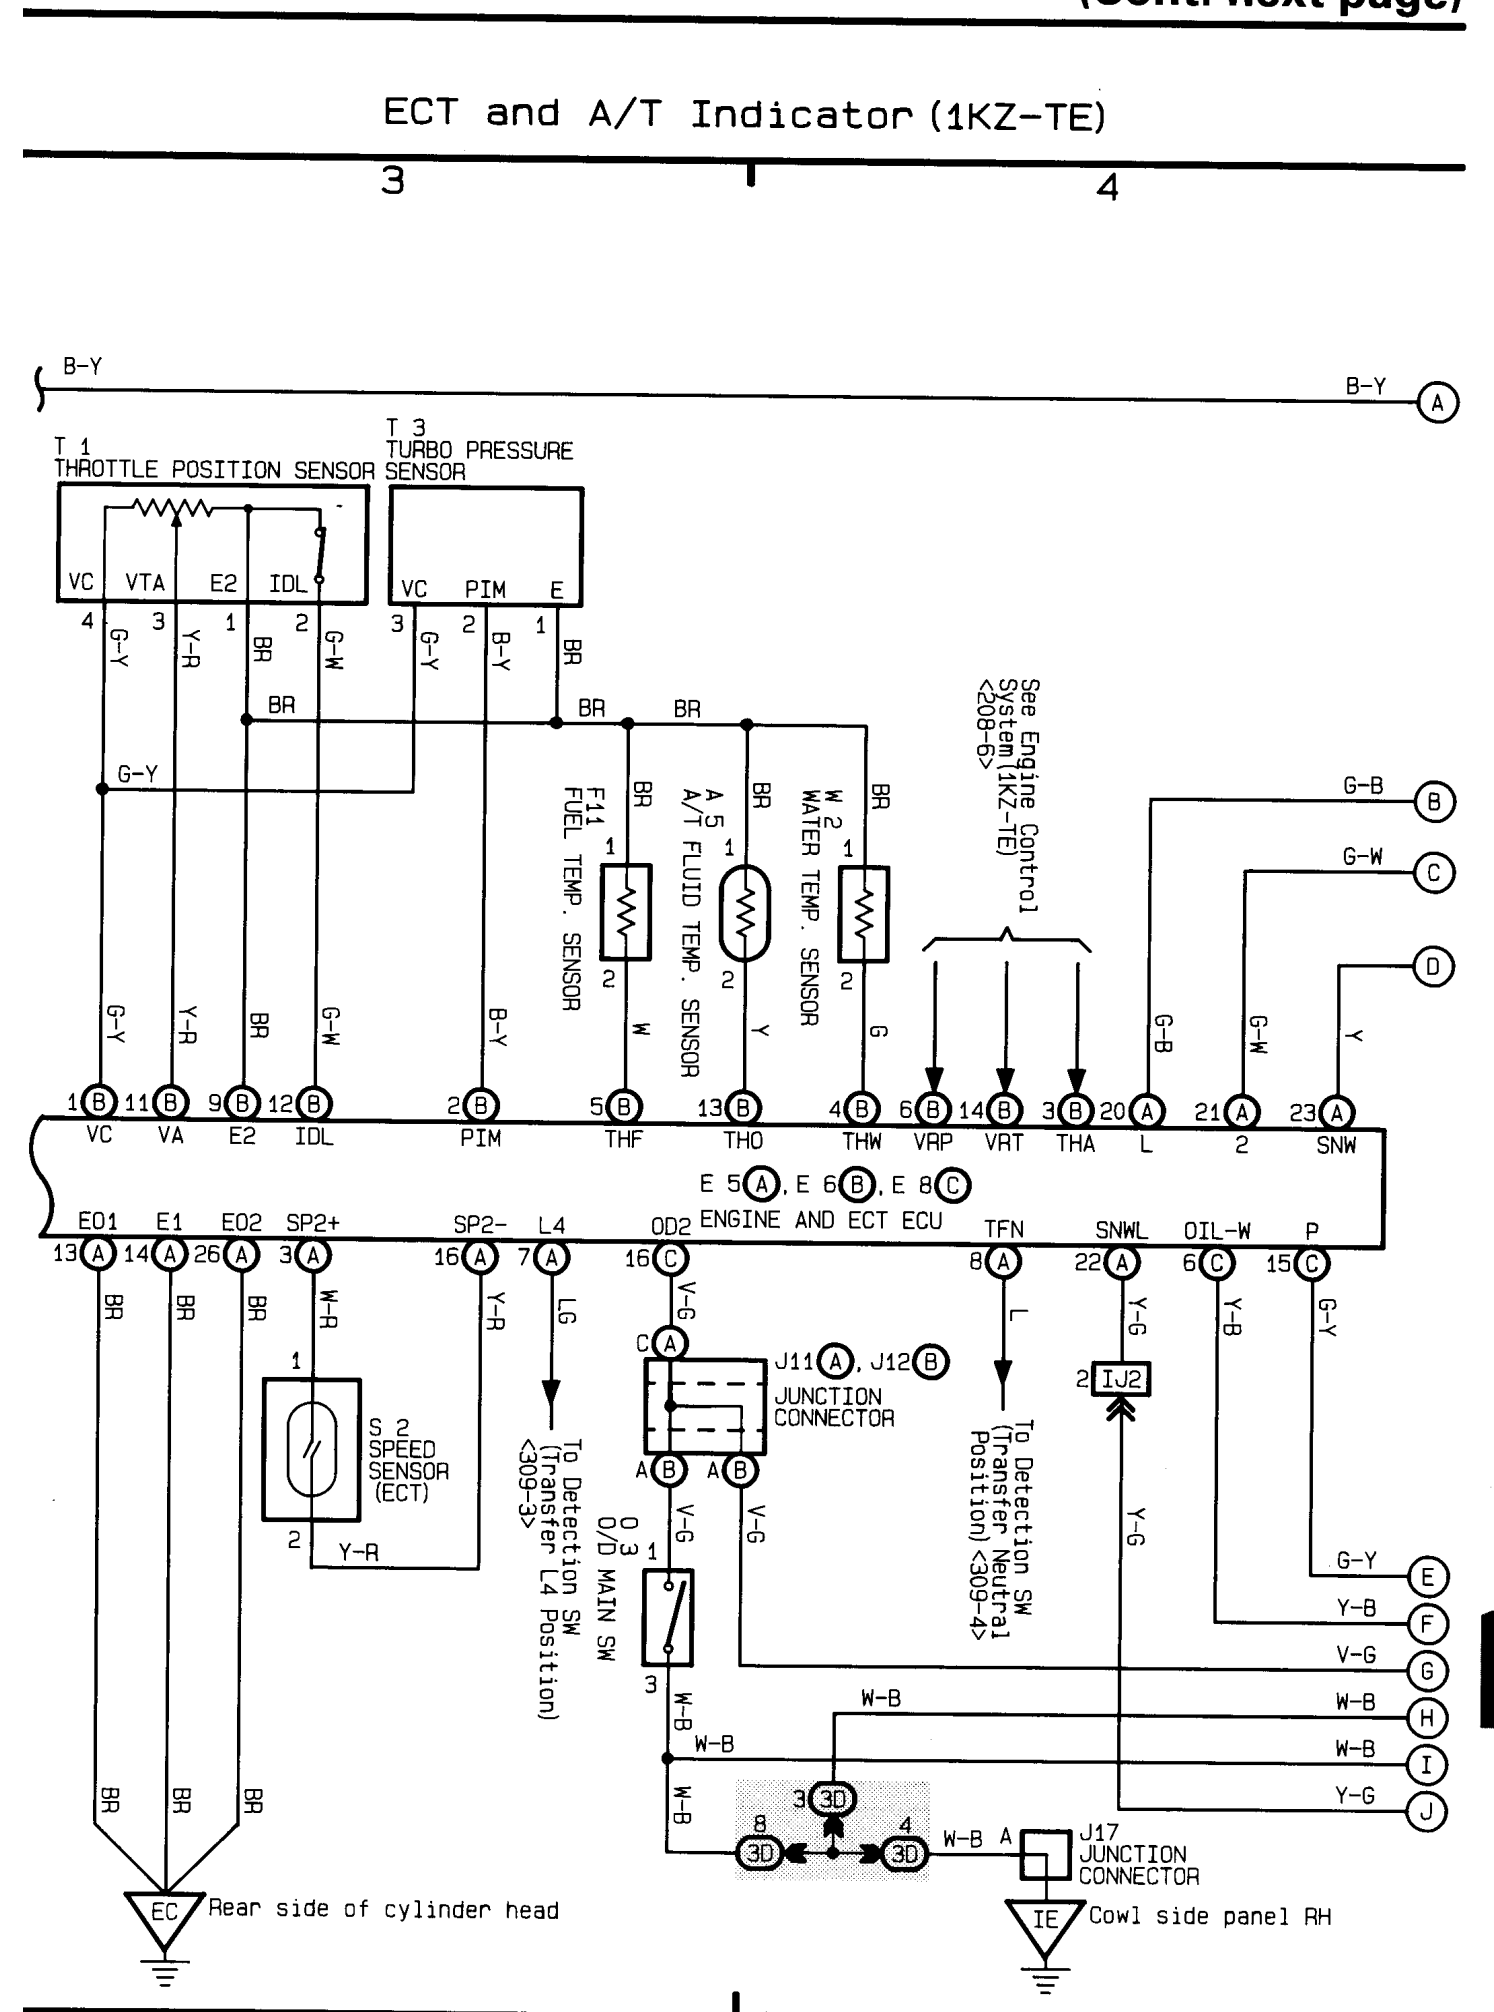 (Cont. next page)
ECT and A/T Indicator (1KZ-TE)
3
4
B-Y
B-Y
A
T 1
THROTTLE POSITION SENSOR
T 3
TURBO PRESSURE
SENSOR
VC VTA E2 IDL
VC PIM E
4 3 1 2
3 2 1
G-Y Y-R BR G-W
G-Y B-Y BR
BR BR BR
G-Y
See Engine Control
System (1KZ-TE)
<208-6>
F11
FUEL TEMP. SENSOR
BR
1
2
W
A 5
A/T FLUID TEMP. SENSOR
BR
1
2
Y
W 2
WATER TEMP. SENSOR
BR
1
2
G
G-B B
G-W C
D
G-Y Y-R BR G-W B-Y
G-B G-W Y
1 B 11 B 9 B 12 B 2 B 5 B 13 B 4 B 6 B 14 B 3 B 20 A 21 A 23 A
VC VA E2 IDL PIM THF THO THW VRP VRT THA L 2 SNW
E 5 A , E 6 B , E 8 C
ENGINE AND ECT ECU
E01 E1 E02 SP2+ SP2- L4 OD2 TFN SNWL OIL-W P
13 A 14 A 26 A 3 A 16 A 7 A 16 C 8 A 22 A 6 C 15 C
BR BR BR W-R Y-R LG V-G L Y-G Y-B G-Y
1
S 2
SPEED
SENSOR
(ECT)
2
Y-R
To Detection SW
(Transfer L4 Position)
<309-3>
C A
J11 A , J12 B
JUNCTION
CONNECTOR
A B A B
V-G V-G
O 3
O/D MAIN SW
1
3
W-B
To Detection SW
(Transfer Neutral
Position) <309-4>
2 IJ2
Y-G
G-Y E
Y-B F
V-G G
W-B W-B H
W-B W-B I
Y-G J
BR BR BR
W-B
3 3D
8 3D
4 3D
W-B A
J17
JUNCTION
CONNECTOR
EC Rear side of cylinder head
IE Cowl side panel RH